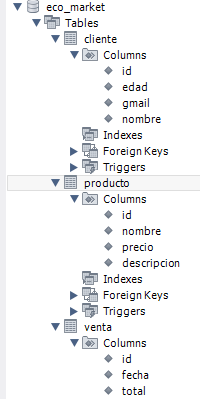 eco_market
Tables
cliente
Columns
id
edad
gmail
nombre
Indexes
Foreign Keys
Triggers
producto
Columns
id
nombre
precio
descripcion
Indexes
Foreign Keys
Triggers
venta
Columns
id
fecha
total